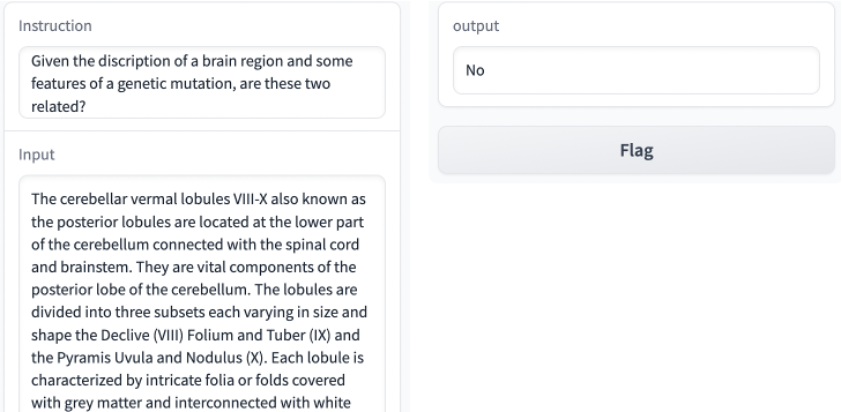 Instruction
Given the discription of a brain region and some
features of a genetic mutation, are these two
related?
Input
The cerebellar vermal lobules VIII-X also known as
the posterior lobules are located at the lower part
of the cerebellum connected with the spinal cord
and brainstem. They are vital components of the
posterior lobe of the cerebellum. The lobules are
divided into three subsets each varying in size and
shape the Declive (VIII) Folium and Tuber (IX) and
the Pyramis Uvula and Nodulus (X). Each lobule is
characterized by intricate folia or folds covered
with grey matter and interconnected with white
output
No
Flag